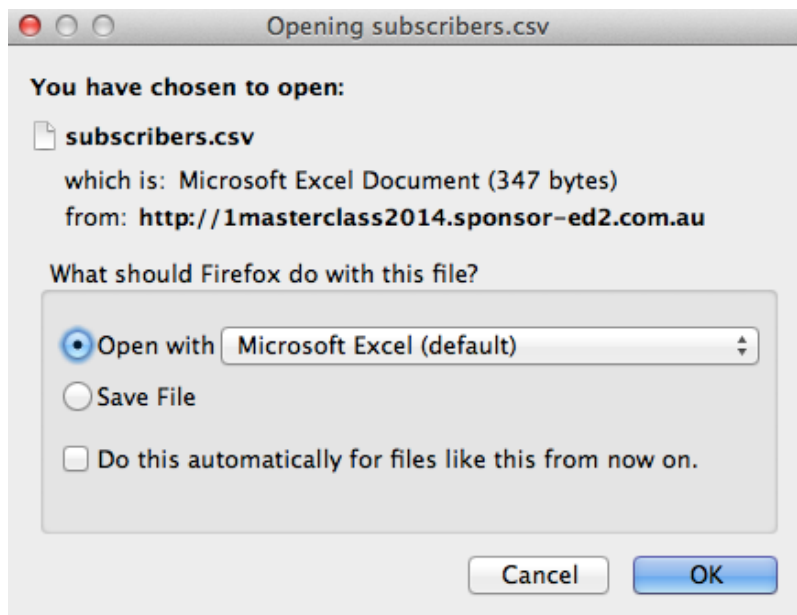 Opening subscribers.csv
You have chosen to open:
subscribers.csv
which is: Microsoft Excel Document (347 bytes)
from: http://1masterclass2014.sponsor-ed2.com.au
What should Firefox do with this file?
Open with Microsoft Excel (default)
Save File
Do this automatically for files like this from now on.
Cancel OK